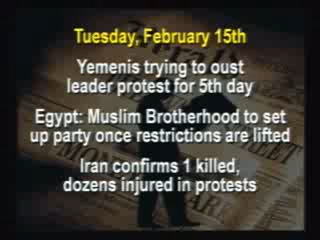 Tuesday, February 15th
Yemenis trying to oust
leader protest for 5th day
Egypt: Muslim Brotherhood to set
up party once restrictions are lifted
Iran confirms 1 killed,
dozens injured in protests